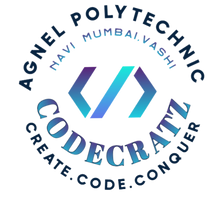 AGNEL POLYTECHNIC
NAVI MUMBAI.VASHI
</>
CODECRATZ
CREATE.CODE.CONQUER